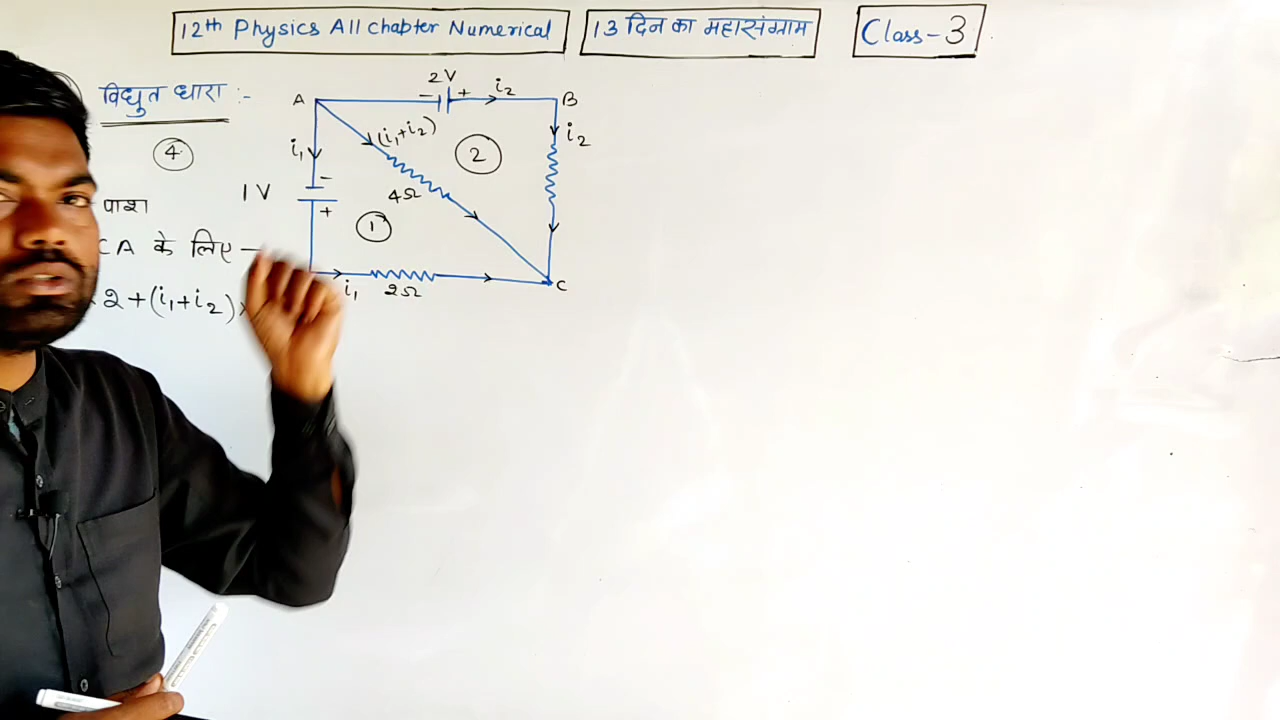 12th Physics All Chapter Numerical
13 दिन का महासंग्राम
Class-3
विद्युत धारा :-
④
पाश
CA के लिए —
2+(i₁+i₂)
A
2V
- +
i₂
B
i₂
(i₁+i₂)
②
i₁
-
1V
+
4Ω
①
i₁
2Ω
C